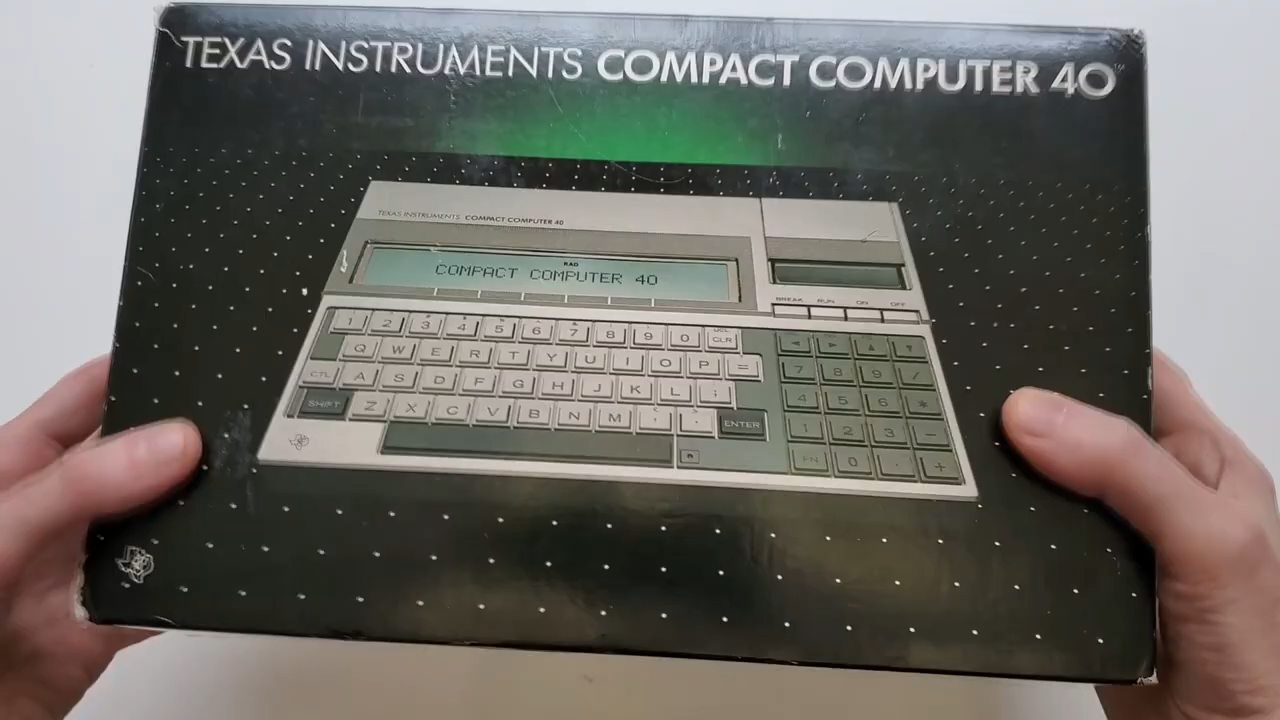 TEXAS INSTRUMENTS COMPACT COMPUTER 40™
TEXAS INSTRUMENTS COMPACT COMPUTER 40
RAD
COMPACT COMPUTER 40
BREAK RUN ON OFF
1 2 3 4 5 6 7 8 9 0 CLR
Q W E R T Y U I O P =
7 8 9 /
CTL A S D F G H J K L ;
4 5 6 *
SHIFT Z X C V B N M , . ENTER
1 2 3 −
FN 0 . +